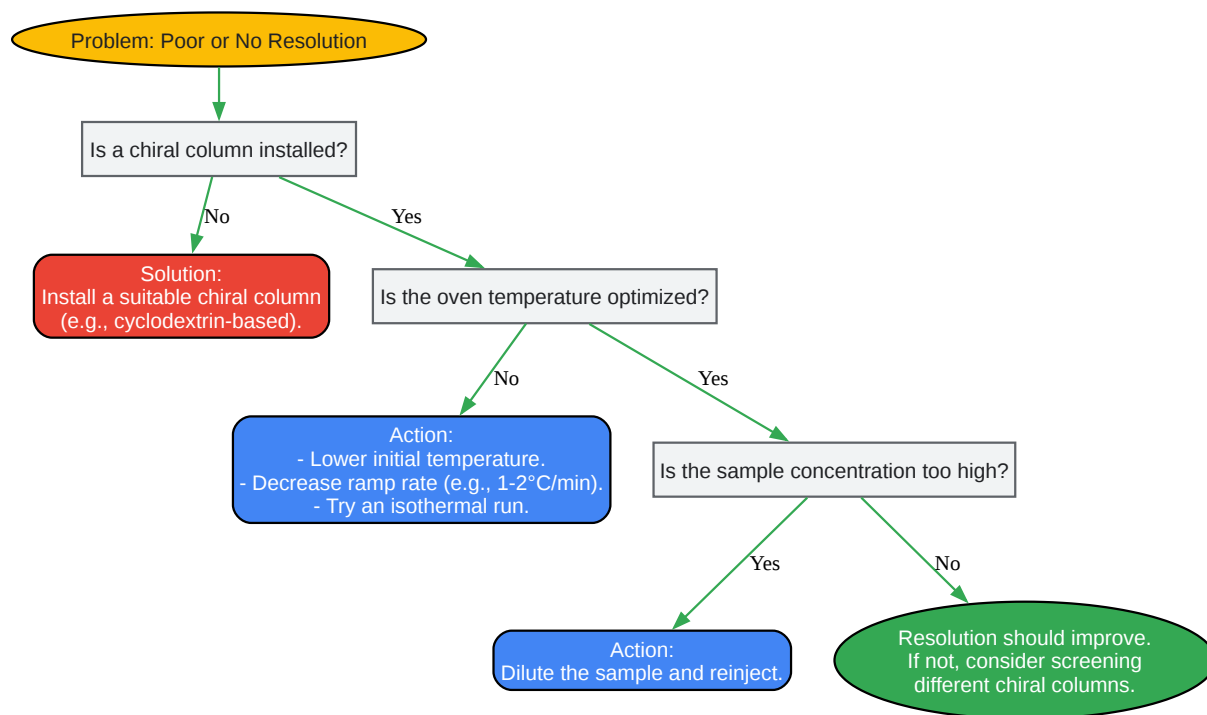 Problem: Poor or No Resolution
Is a chiral column installed?
No
Yes
Solution:
Install a suitable chiral column
(e.g., cyclodextrin-based).
Is the oven temperature optimized?
No
Yes
Action:
- Lower initial temperature.
- Decrease ramp rate (e.g., 1-2°C/min).
- Try an isothermal run.
Is the sample concentration too high?
Yes
No
Action:
Dilute the sample and reinject.
Resolution should improve.
If not, consider screening
different chiral columns.